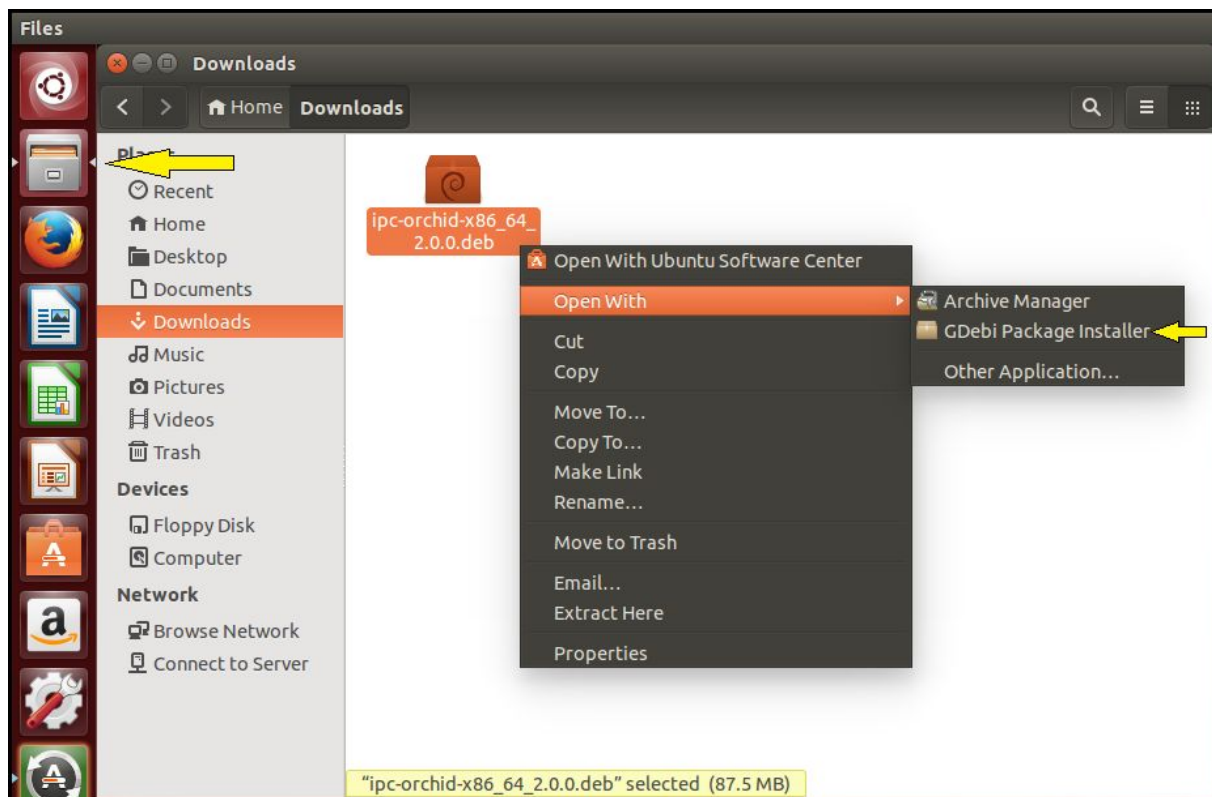 Files
Downloads
Home Downloads
Places
Recent
Home
Desktop
Documents
Downloads
Music
Pictures
Videos
Trash
Devices
Floppy Disk
Computer
Network
Browse Network
Connect to Server
ipc-orchid-x86_64_
2.0.0.deb
Open With Ubuntu Software Center
Open With
Cut
Copy
Move To…
Copy To…
Make Link
Rename…
Move to Trash
Email…
Extract Here
Properties
Archive Manager
GDebi Package Installer
Other Application…
“ipc-orchid-x86_64_2.0.0.deb” selected (87.5 MB)